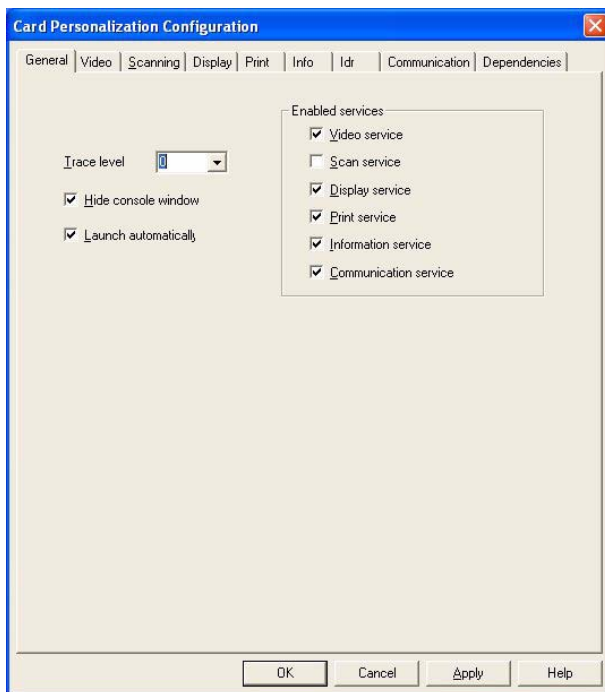 Card Personalization Configuration
General Video Scanning Display Print Info Idr Communication Dependencies
Enabled services
Video service
Trace level 0
Scan service
Display service
Hide console window
Print service
Launch automatically
Information service
Communication service
OK Cancel Apply Help